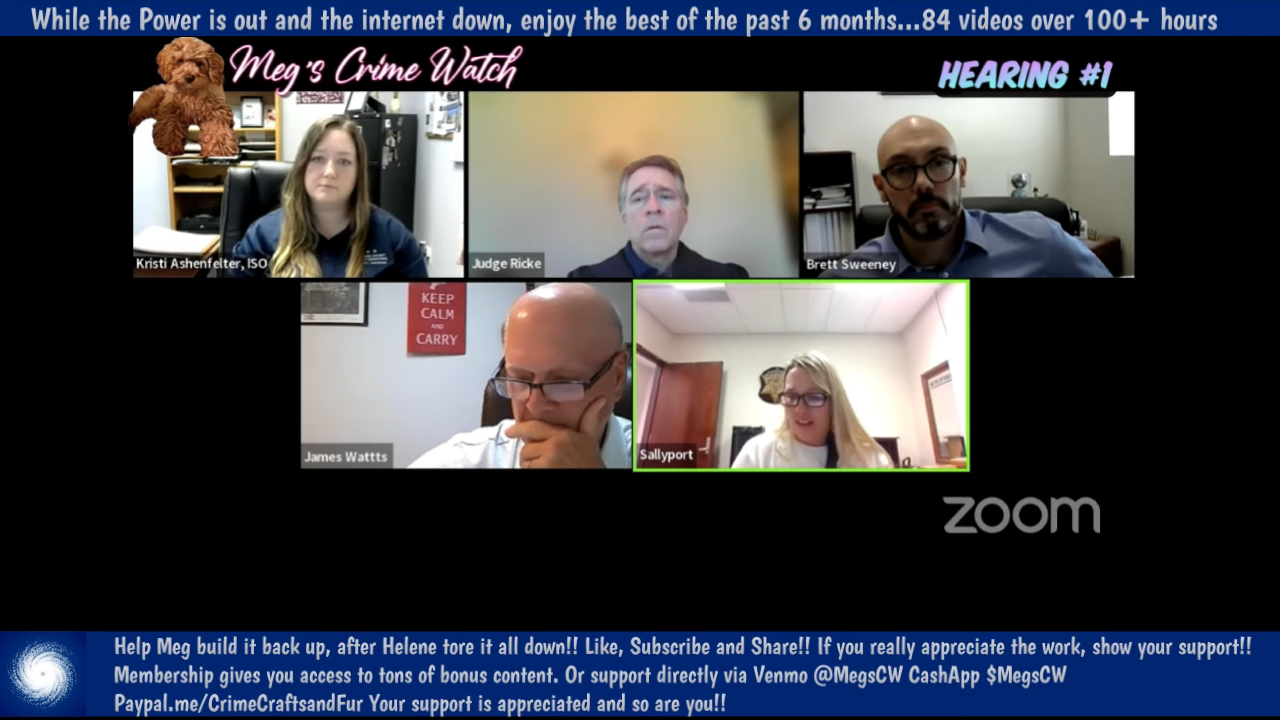 While the Power is out and the internet down, enjoy the best of the past 6 months...84 videos over 100+ hours
Meg's Crime Watch
HEARING #1
Kristi Ashenfelter, ISO
Judge Ricke
Brett Sweeney
KEEP
CALM
AND
CARRY
James Wattts
Sallyport
zoom
Help Meg build it back up, after Helene tore it all down!! Like, Subscribe and Share!! If you really appreciate the work, show your support!!
Membership gives you access to tons of bonus content. Or support directly via Venmo @MegsCW CashApp $MegsCW
Paypal.me/CrimeCraftsandFur Your support is appreciated and so are you!!